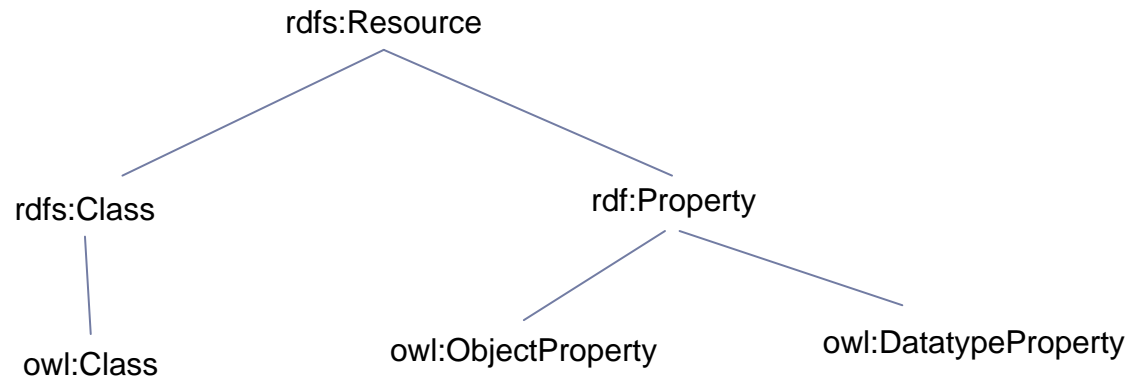 rdfs:Resource
rdfs:Class
rdf:Property
owl:Class
owl:ObjectProperty
owl:DatatypeProperty